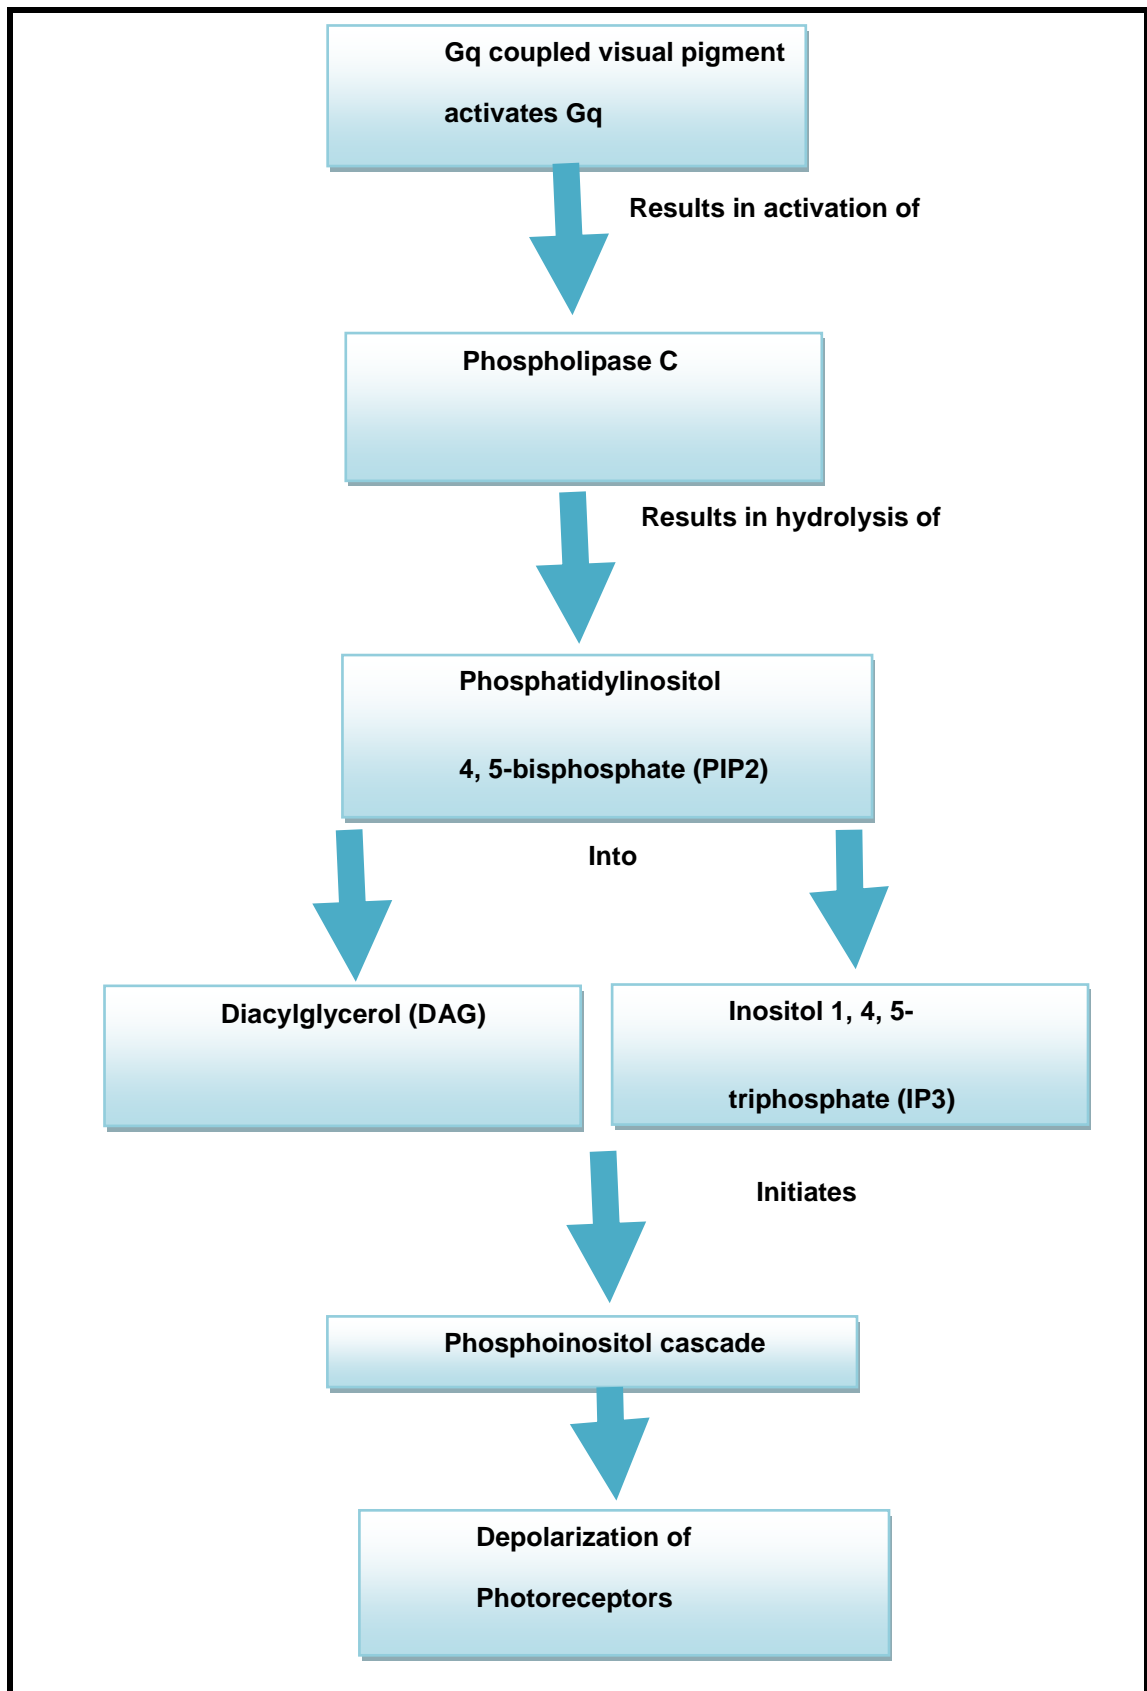 Gq coupled visual pigment
activates Gq
Results in activation of
Phospholipase C
Results in hydrolysis of
Phosphatidylinositol
4, 5-bisphosphate (PIP2)
Into
Diacylglycerol (DAG)
Inositol 1, 4, 5-
triphosphate (IP3)
Initiates
Phosphoinositol cascade
Depolarization of
Photoreceptors